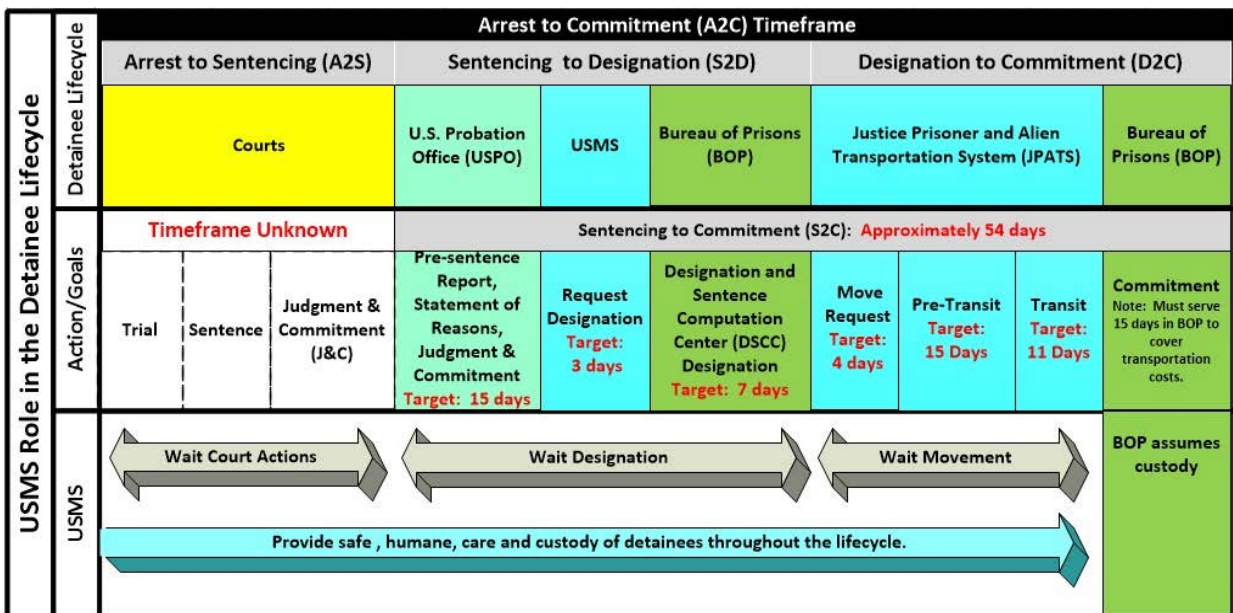 USMS Role in the Detainee Lifecycle
Detainee Lifecycle
Arrest to Commitment (A2C) Timeframe
Arrest to Sentencing (A2S)
Sentencing to Designation (S2D)
Designation to Commitment (D2C)
Courts
U.S. Probation
Office (USPO)
USMS
Bureau of Prisons
(BOP)
Justice Prisoner and Alien
Transportation System (JPATS)
Bureau of
Prisons (BOP)
Action/Goals
Timeframe Unknown
Sentencing to Commitment (S2C): Approximately 54 days
Trial
Sentence
Judgment &
Commitment
(J&C)
Pre-sentence
Report,
Statement of
Reasons,
Judgment &
Commitment
Target: 15 days
Request
Designation
Target:
3 days
Designation and
Sentence
Computation
Center (DSCC)
Designation
Target: 7 days
Move
Request
Target:
4 days
Pre-Transit
Target:
15 Days
Transit
Target:
11 Days
Commitment
Note: Must serve
15 days in BOP to
cover
transportation
costs.
USMS
Wait Court Actions
Wait Designation
Wait Movement
BOP assumes
custody
Provide safe , humane, care and custody of detainees throughout the lifecycle.